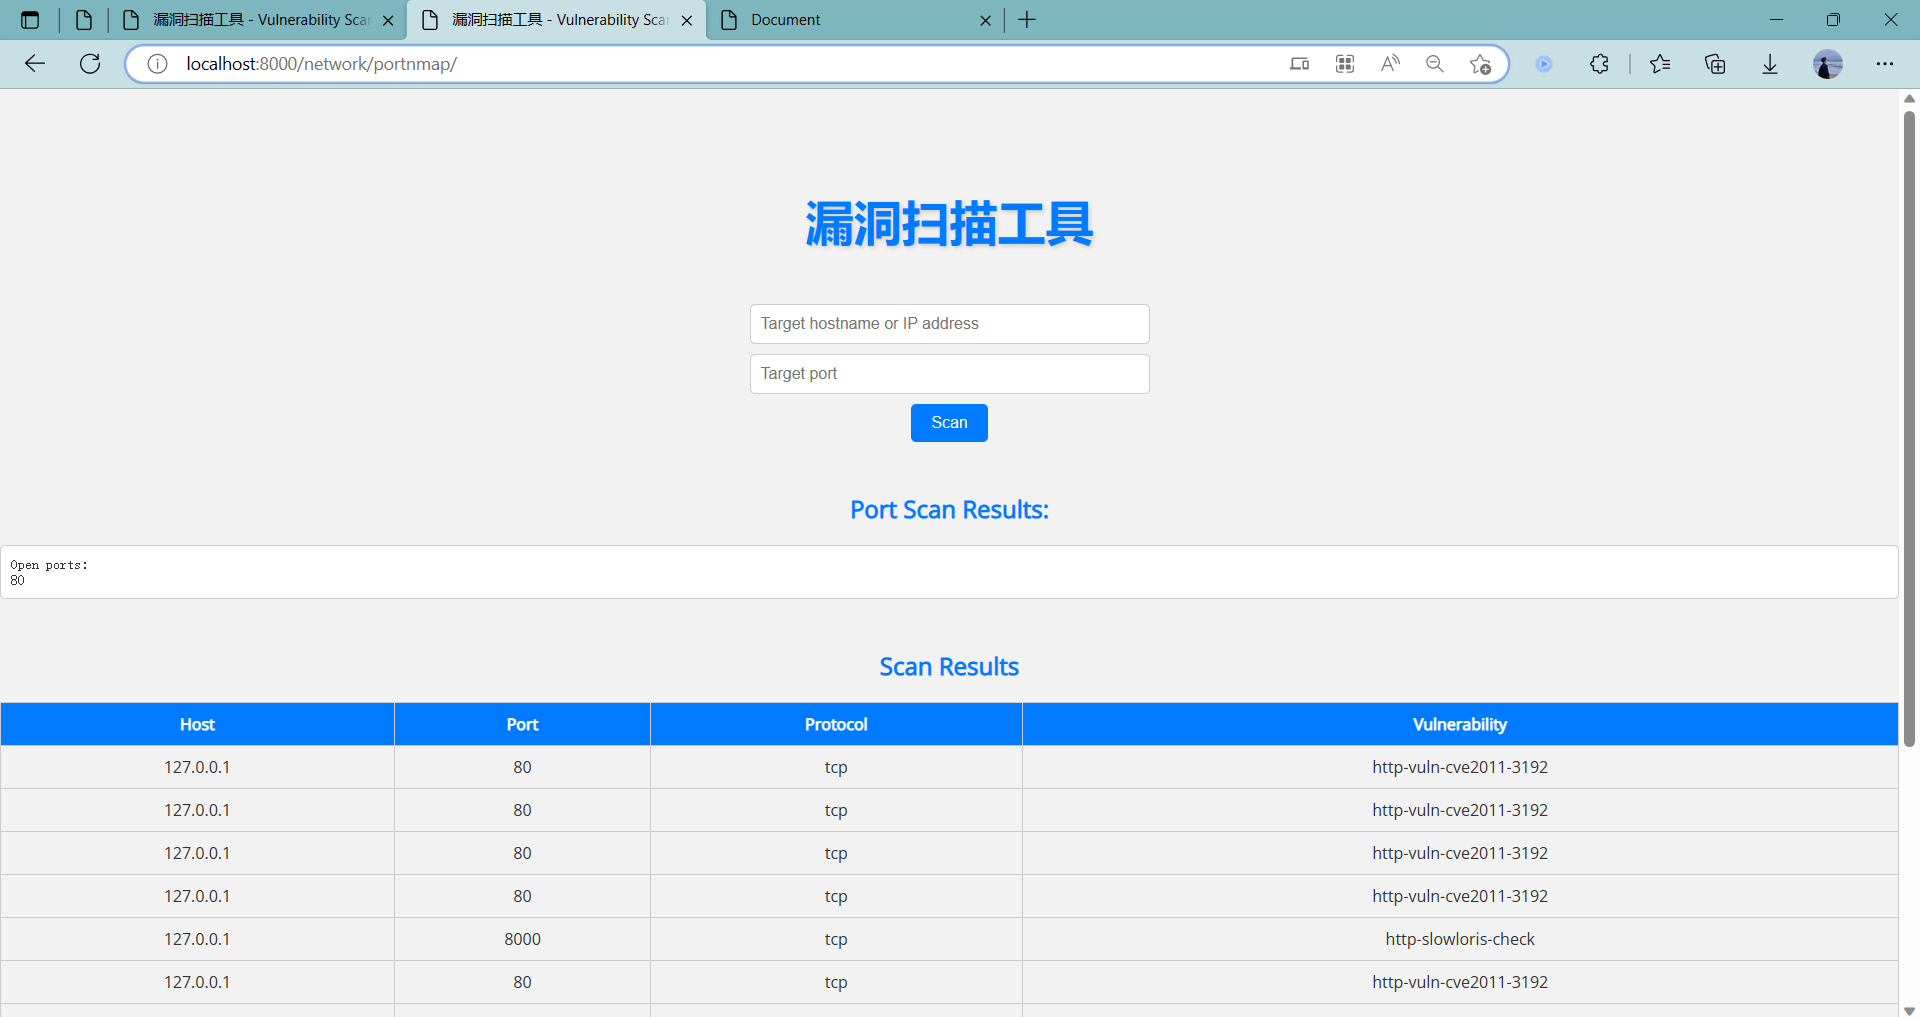 漏洞扫描工具 - Vulnerability Sca
漏洞扫描工具 - Vulnerability Sca
Document
localhost:8000/network/portnmap/
漏洞扫描工具
Target hostname or IP address
Target port
Scan
Port Scan Results:
Open ports:
80
Scan Results
Host Port Protocol Vulnerability
127.0.0.1 80 tcp http-vuln-cve2011-3192
127.0.0.1 80 tcp http-vuln-cve2011-3192
127.0.0.1 80 tcp http-vuln-cve2011-3192
127.0.0.1 80 tcp http-vuln-cve2011-3192
127.0.0.1 8000 tcp http-slowloris-check
127.0.0.1 80 tcp http-vuln-cve2011-3192